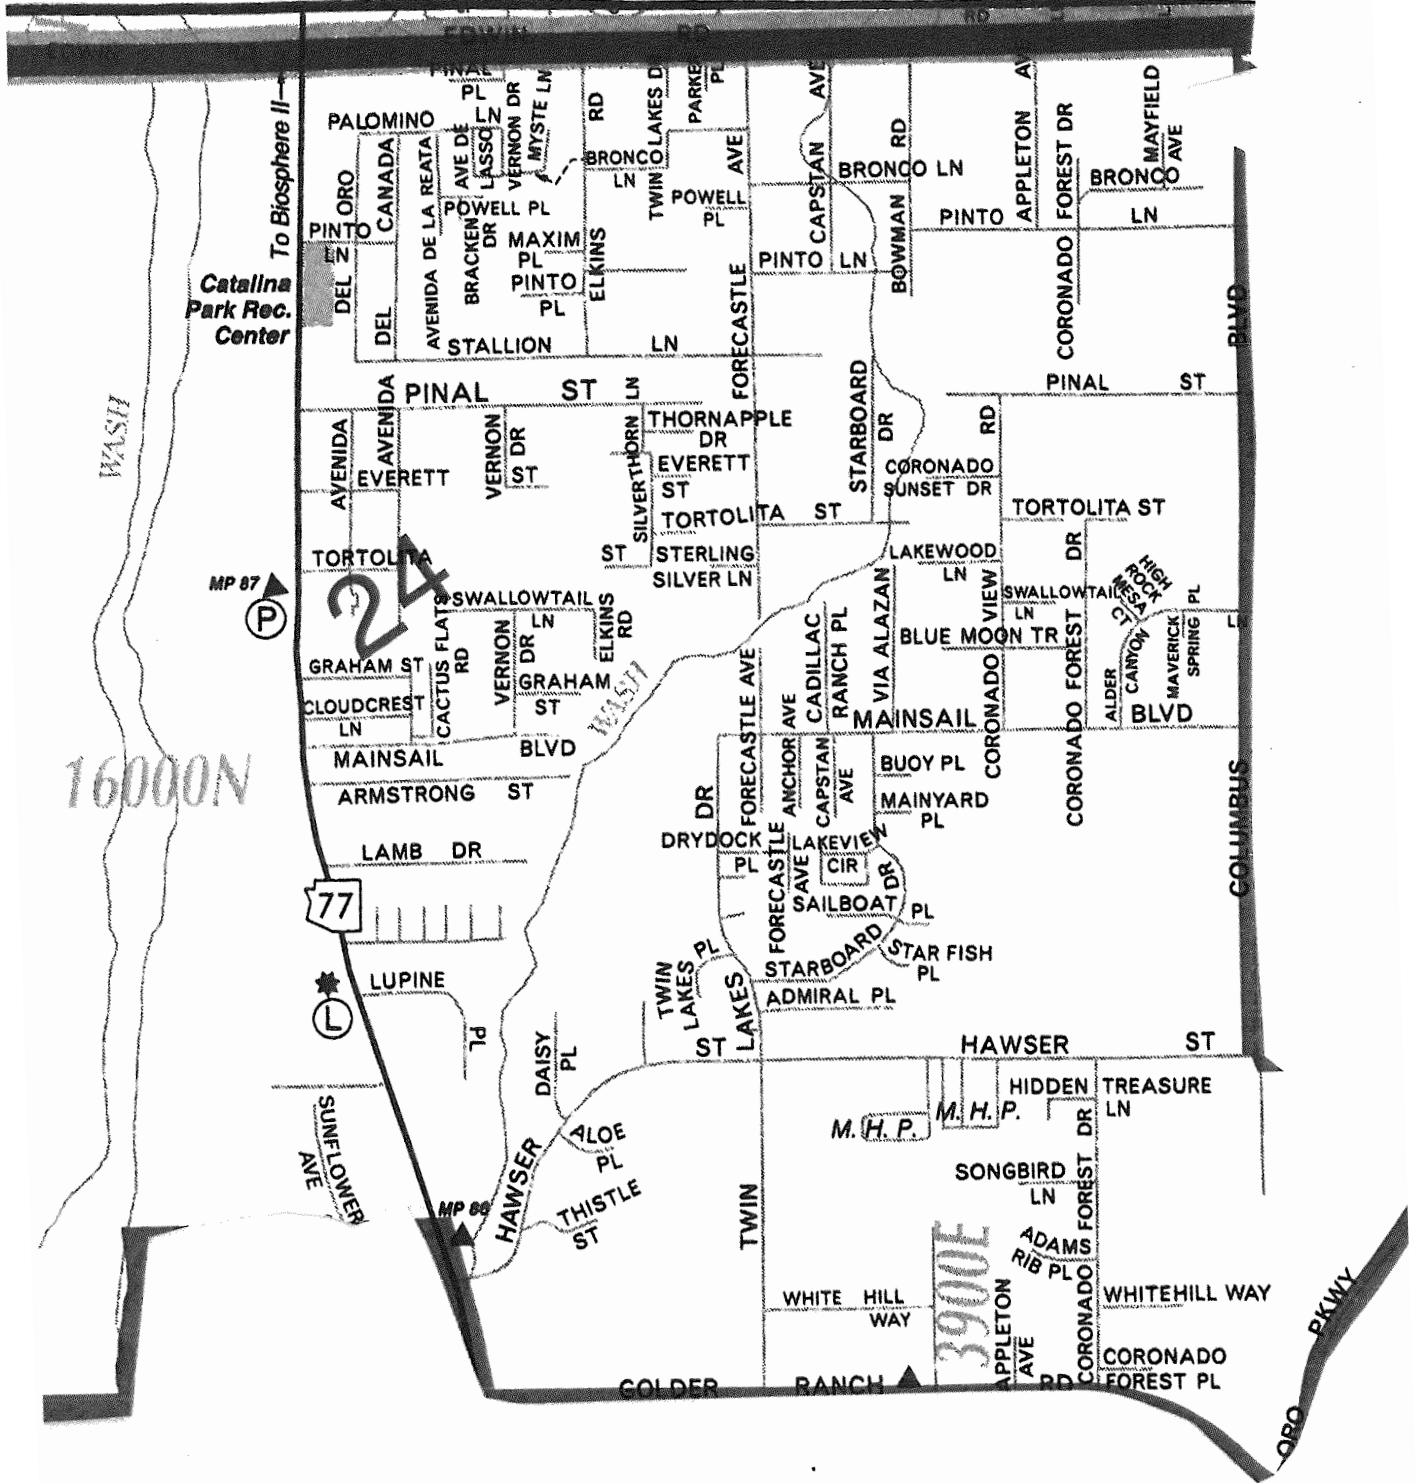 EDWIN RD
RD
PINAL
PL
PALOMINO LN
VERNON DR
MYSTE LN
RD
TWIN LAKES D
PARKE
PL
AVE
CAPSTAN AVE
BOWMAN RD
APPLETON AV
CORONADO FOREST DR
MAYFIELD
AVE
To Biosphere II
ORO
DEL
CANADA
DEL
AVENIDA DE LA REATA
AVE DE
LASSO
BRONCO
LN
BRONCO LN
BRONCO
POWELL PL
POWELL
PL
PINTO
LN
PINTO LN
BRACKEN
DR
MAXIM
PL
PINTO
PL
ELKINS
FORECASTLE
PINTO LN
Catalina
Park Rec.
Center
STALLION LN
BLVD
WASH
PINAL ST
PINAL ST
AVENIDA
AVENIDA
VERNON
DR
SILVERTHORN LN
THORNAPPLE
DR
STARBOARD
DR
RD
EVERETT
ST
EVERETT
ST
CORONADO
SUNSET DR
TORTOLITA ST
TORTOLITA ST
TORTOLITA
ST
STERLING
SILVER LN
LAKEWOOD
LN
DR
MP 87
P
24
SWALLOWTAIL
LN
ELKINS
RD
SWALLOWTAIL
LN
HIGH
ROCK
MESA
CT
PL
LN
CACTUS FLATS
RD
VERNON
DR
CADILLAC
RANCH PL
VIA ALAZAN
BLUE MOON TR
CORONADO VIEW
CORONADO FOREST
ALDER
CANYON
MAVERICK
SPRING
GRAHAM ST
GRAHAM
ST
CLOUDCREST
LN
WASH
FORECASTLE AVE
ANCHOR AVE
MAINSAIL BLVD
MAINSAIL BLVD
16000N
ARMSTRONG ST
DR
CAPSTAN
AVE
BUOY PL
MAINYARD
PL
COLUMBUS
LAMB DR
DRYDOCK
PL
FORECASTLE
AVE
LAKEVIEW
CIR
DR
77
SAILBOAT PL
STARBOARD
STAR FISH
PL
LUPINE
PL
TWIN
LAKES PL
LAKES
ADMIRAL PL
L
DAISY
PL
ST
HAWSER ST
HIDDEN TREASURE
LN
SUNFLOWER
AVE
M. H. P.
M. H. P.
ALOE
PL
HAWSER
SONGBIRD
LN
FOREST DR
MP 86
THISTLE
ST
TWIN
3900E
ADAMS
RIB PL
WHITE HILL
WAY
APPLETON
AVE
CORONADO
WHITEHILL WAY
CORONADO
FOREST PL
GOLDER RANCH RD
ORO PKWY